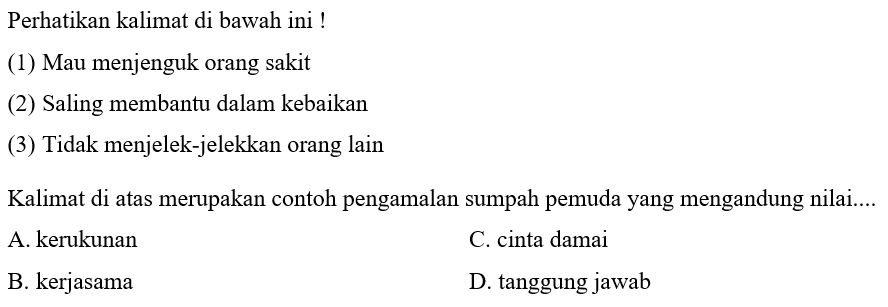 Perhatikan kalimat di bawah ini !
(1) Mau menjenguk orang sakit
(2) Saling membantu dalam kebaikan
(3) Tidak menjelek-jelekkan orang lain
Kalimat di atas merupakan contoh pengamalan sumpah pemuda yang mengandung nilai....
A. kerukunan C. cinta damai
B. kerjasama D. tanggung jawab